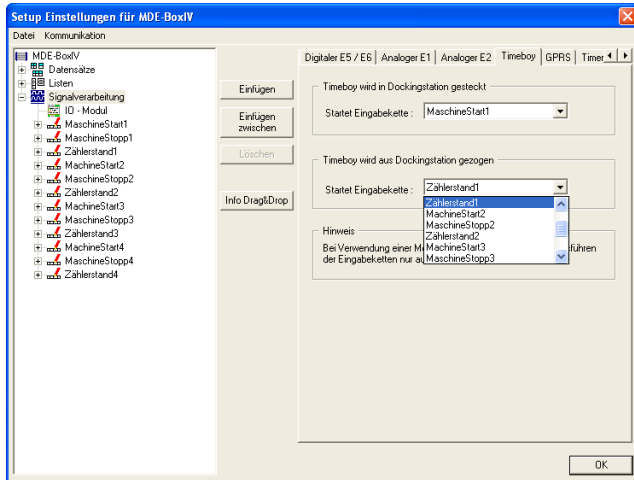 Setup Einstellungen für MDE-BoxIV
Datei Kommunikation
MDE-BoxIV
Datensätze
Listen
Signalverarbeitung
IO - Modul
MaschineStart1
MaschineStopp1
Zählerstand1
MachineStart2
MaschineStopp2
Zählerstand2
MachineStart3
MaschineStopp3
Zählerstand3
MachineStart4
MaschineStopp4
Zählerstand4
Einfügen
Einfügen
zwischen
Löschen
Info Drag&Drop
Digitaler E5 / E6 Analoger E1 Analoger E2 Timeboy GPRS Timer
Timeboy wird in Dockingstation gesteckt
Startet Eingabekette : MaschineStart1
Timeboy wird aus Dockingstation gezogen
Startet Eingabekette : Zählerstand1
Zählerstand1
MachineStart2
MaschineStopp2
Zählerstand2
MachineStart3
MaschineStopp3
Hinweis
Bei Verwendung einer führen
der Eingabeketten nur
OK